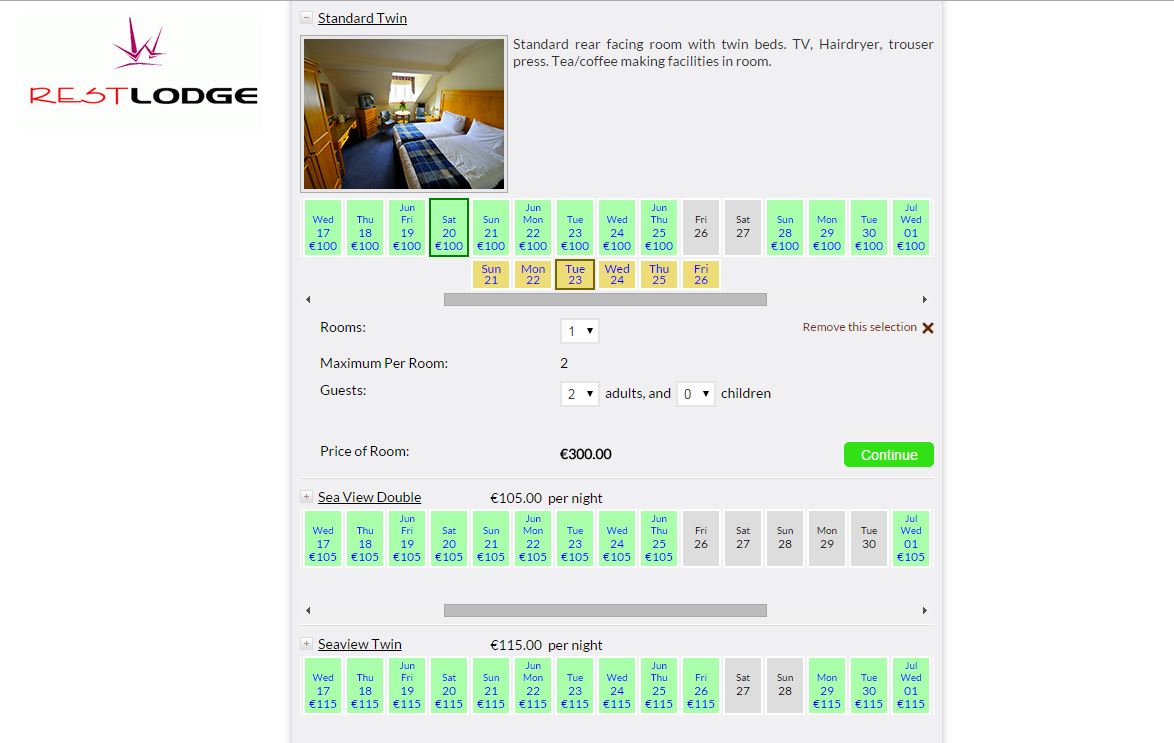 Standard Twin
RESTLODGE
Standard rear facing room with twin beds. TV, Hairdryer, trouser
press. Tea/coffee making facilities in room.
Jun Jun Jun Jul
Wed Thu Fri Sat Sun Mon Tue Wed Thu Fri Sat Sun Mon Tue Wed
17 18 19 20 21 22 23 24 25 26 27 28 29 30 01
€100 €100 €100 €100 €100 €100 €100 €100 €100 €100 €100 €100 €100
Sun Mon Tue Wed Thu Fri
21 22 23 24 25 26
Rooms: 1 Remove this selection
Maximum Per Room: 2
Guests: 2 adults, and 0 children
Price of Room: €300.00 Continue
Sea View Double €105.00 per night
Jun Jun Jun Jul
Wed Thu Fri Sat Sun Mon Tue Wed Thu Fri Sat Sun Mon Tue Wed
17 18 19 20 21 22 23 24 25 26 27 28 29 30 01
€105 €105 €105 €105 €105 €105 €105 €105 €105 €105
Seaview Twin €115.00 per night
Jun Jun Jun Jul
Wed Thu Fri Sat Sun Mon Tue Wed Thu Fri Sat Sun Mon Tue Wed
17 18 19 20 21 22 23 24 25 26 27 28 29 30 01
€115 €115 €115 €115 €115 €115 €115 €115 €115 €115 €115 €115 €115